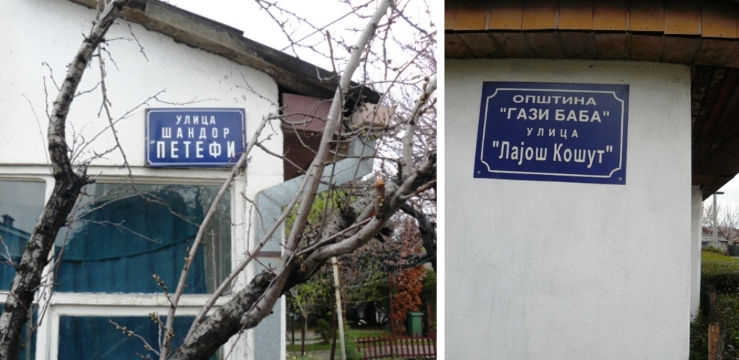 УЛИЦА
ШАНДОР
ПЕТЕФИ
ОПШТИНА
"ГАЗИ БАБА"
УЛИЦА
"Лајош Кошут"